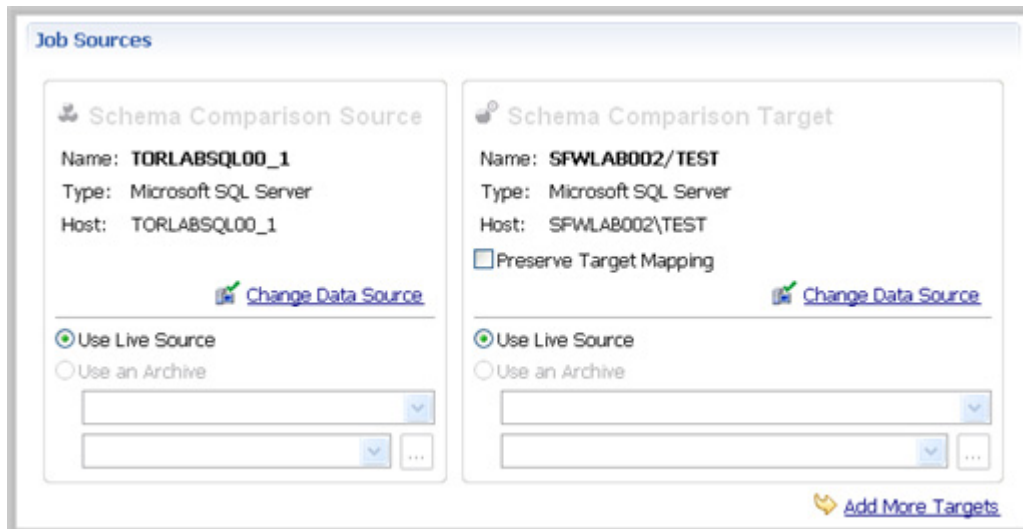 Job Sources
Schema Comparison Source
Name: TORLABSQL00_1
Type: Microsoft SQL Server
Host: TORLABSQL00_1
Change Data Source
Use Live Source
Use an Archive
...
Schema Comparison Target
Name: SFWLAB002/TEST
Type: Microsoft SQL Server
Host: SFWLAB002\TEST
Preserve Target Mapping
Change Data Source
Use Live Source
Use an Archive
...
Add More Targets